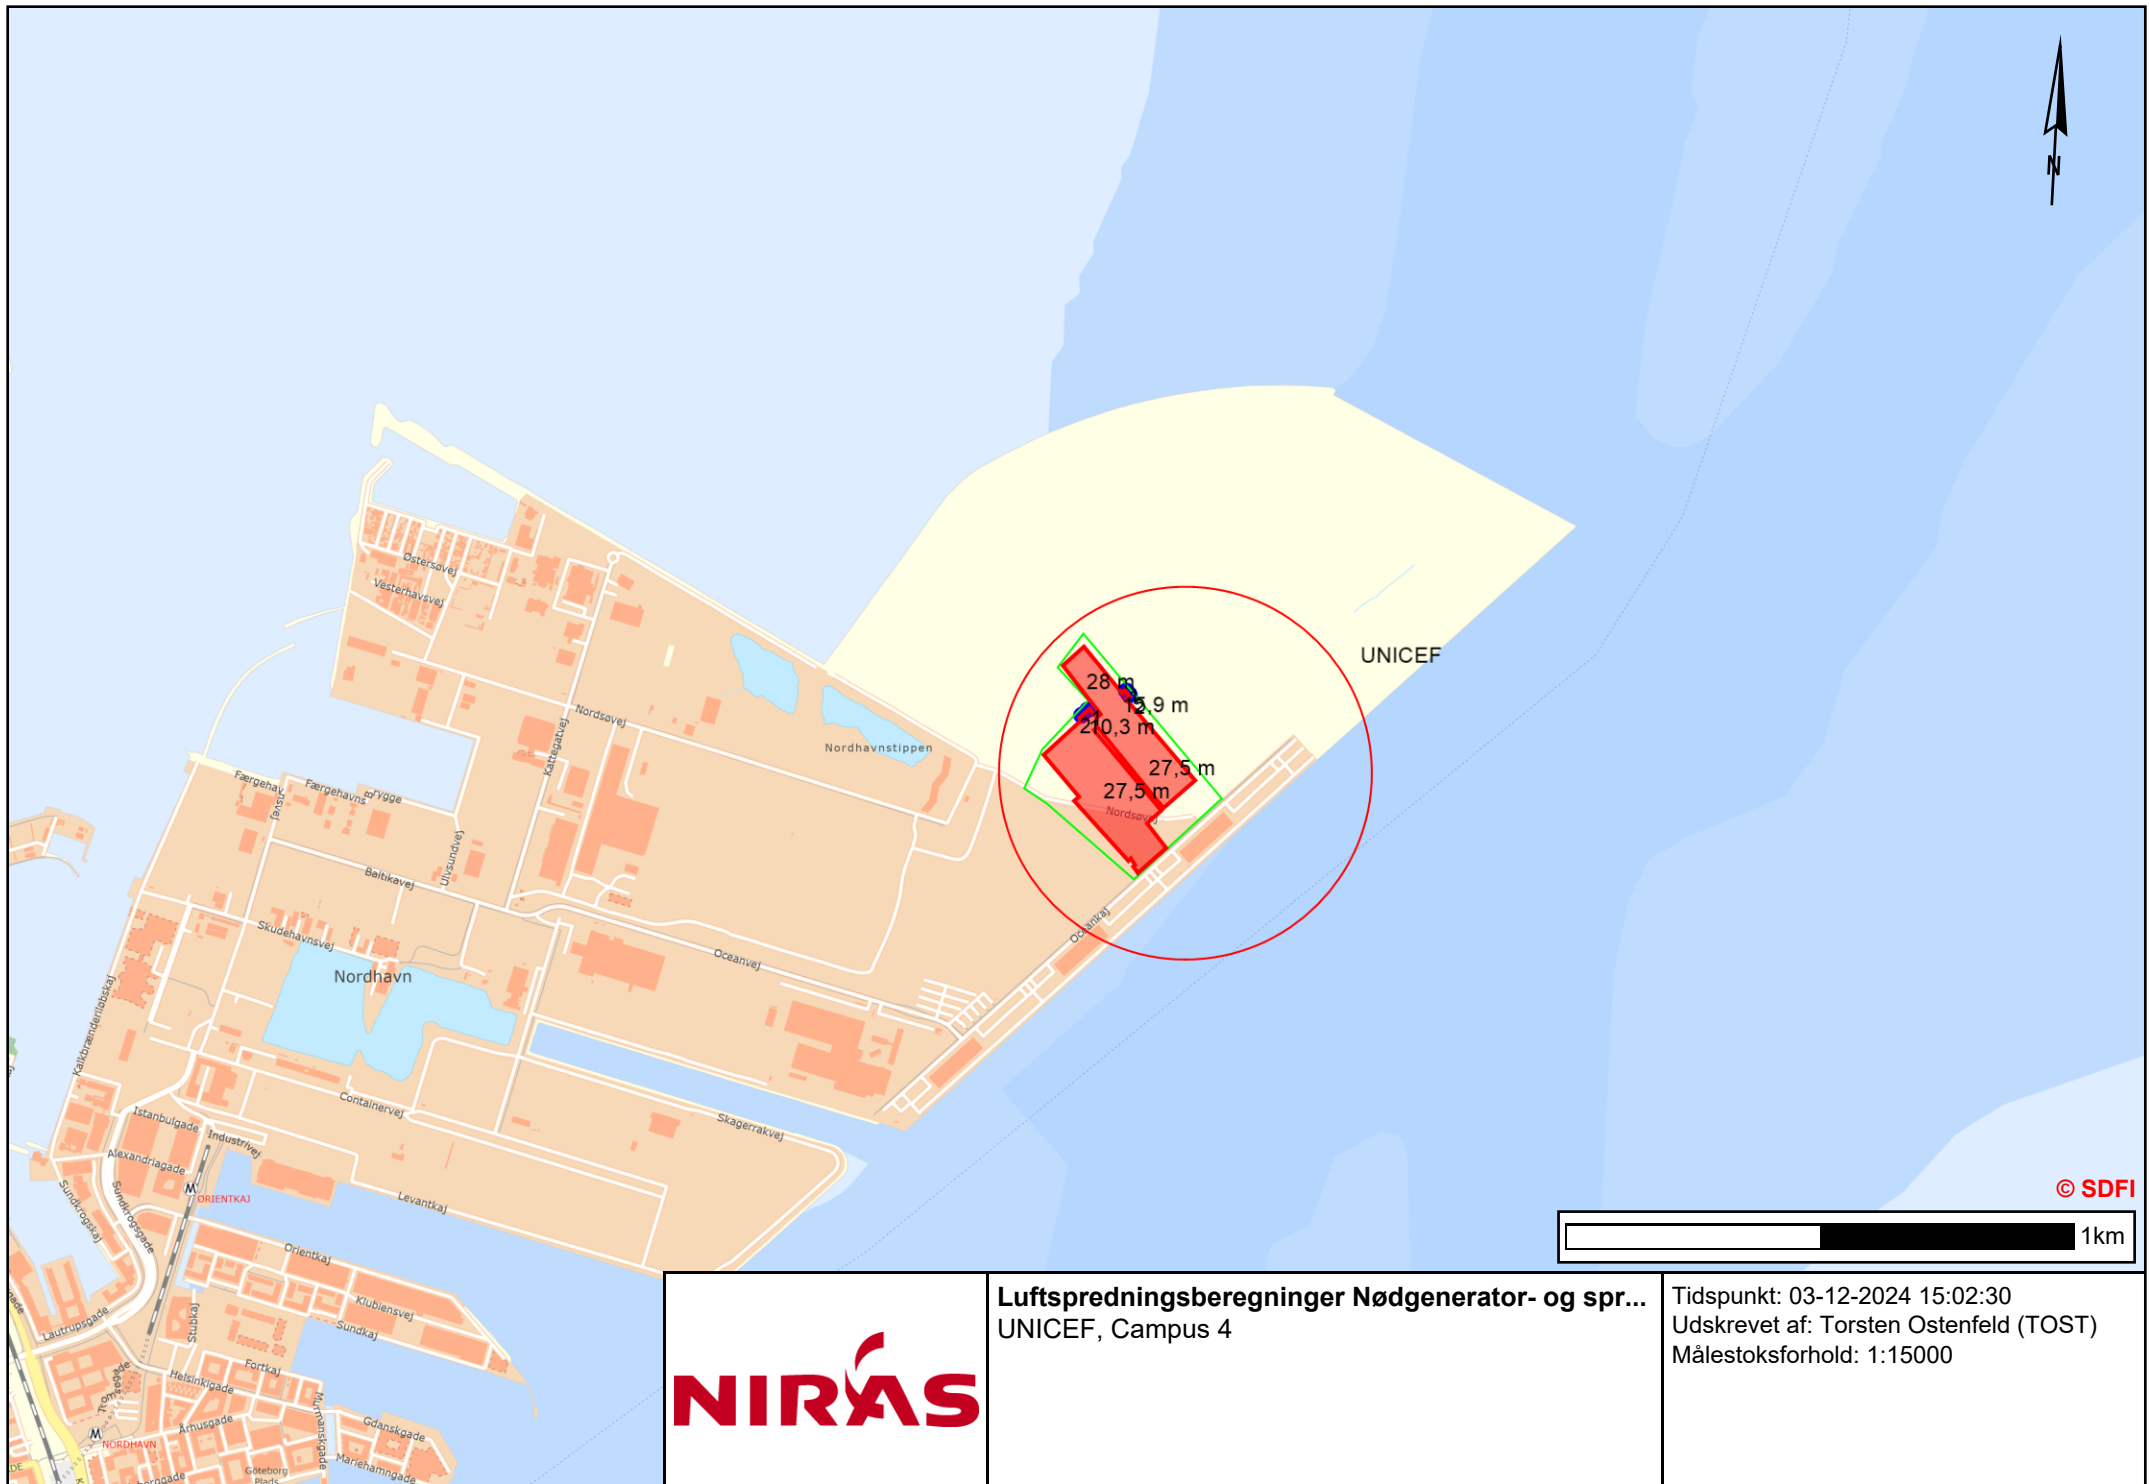 N
UNICEF
28 m
15,9 m
210,3 m
27,5 m
27,5 m
Østersøvej
Vesterhavsvej
Nordsøvej
Kattegatvej
Nordhavnstippen
Nordsøvej
Færgehavnsvej
Færgehavns Brygge
Ulvsundvej
Baltikavej
Skudehavnsvej
Oceanvej
Oceankaj
Nordhavn
Kalkbrænderiløbskaj
Containervej
Skagerrakvej
Istanbulgade
Industrivej
Alexandriagade
M
ORIENTKAJ
Sundkrogskaj
Sundkrogsgade
Levantkaj
Orientkaj
Klubiensvej
Sundkaj
Stubkaj
Lautrupsgade
Fortkaj
Helsinkigade
Murmanskgade
Århusgade
Gdanskgade
Mariehamngade
M
NORDHAVN
Göteborg
Plads
© SDFI
1km
NIRAS
Luftspredningsberegninger Nødgenerator- og spr...
UNICEF, Campus 4
Tidspunkt: 03-12-2024 15:02:30
Udskrevet af: Torsten Ostenfeld (TOST)
Målestoksforhold: 1:15000